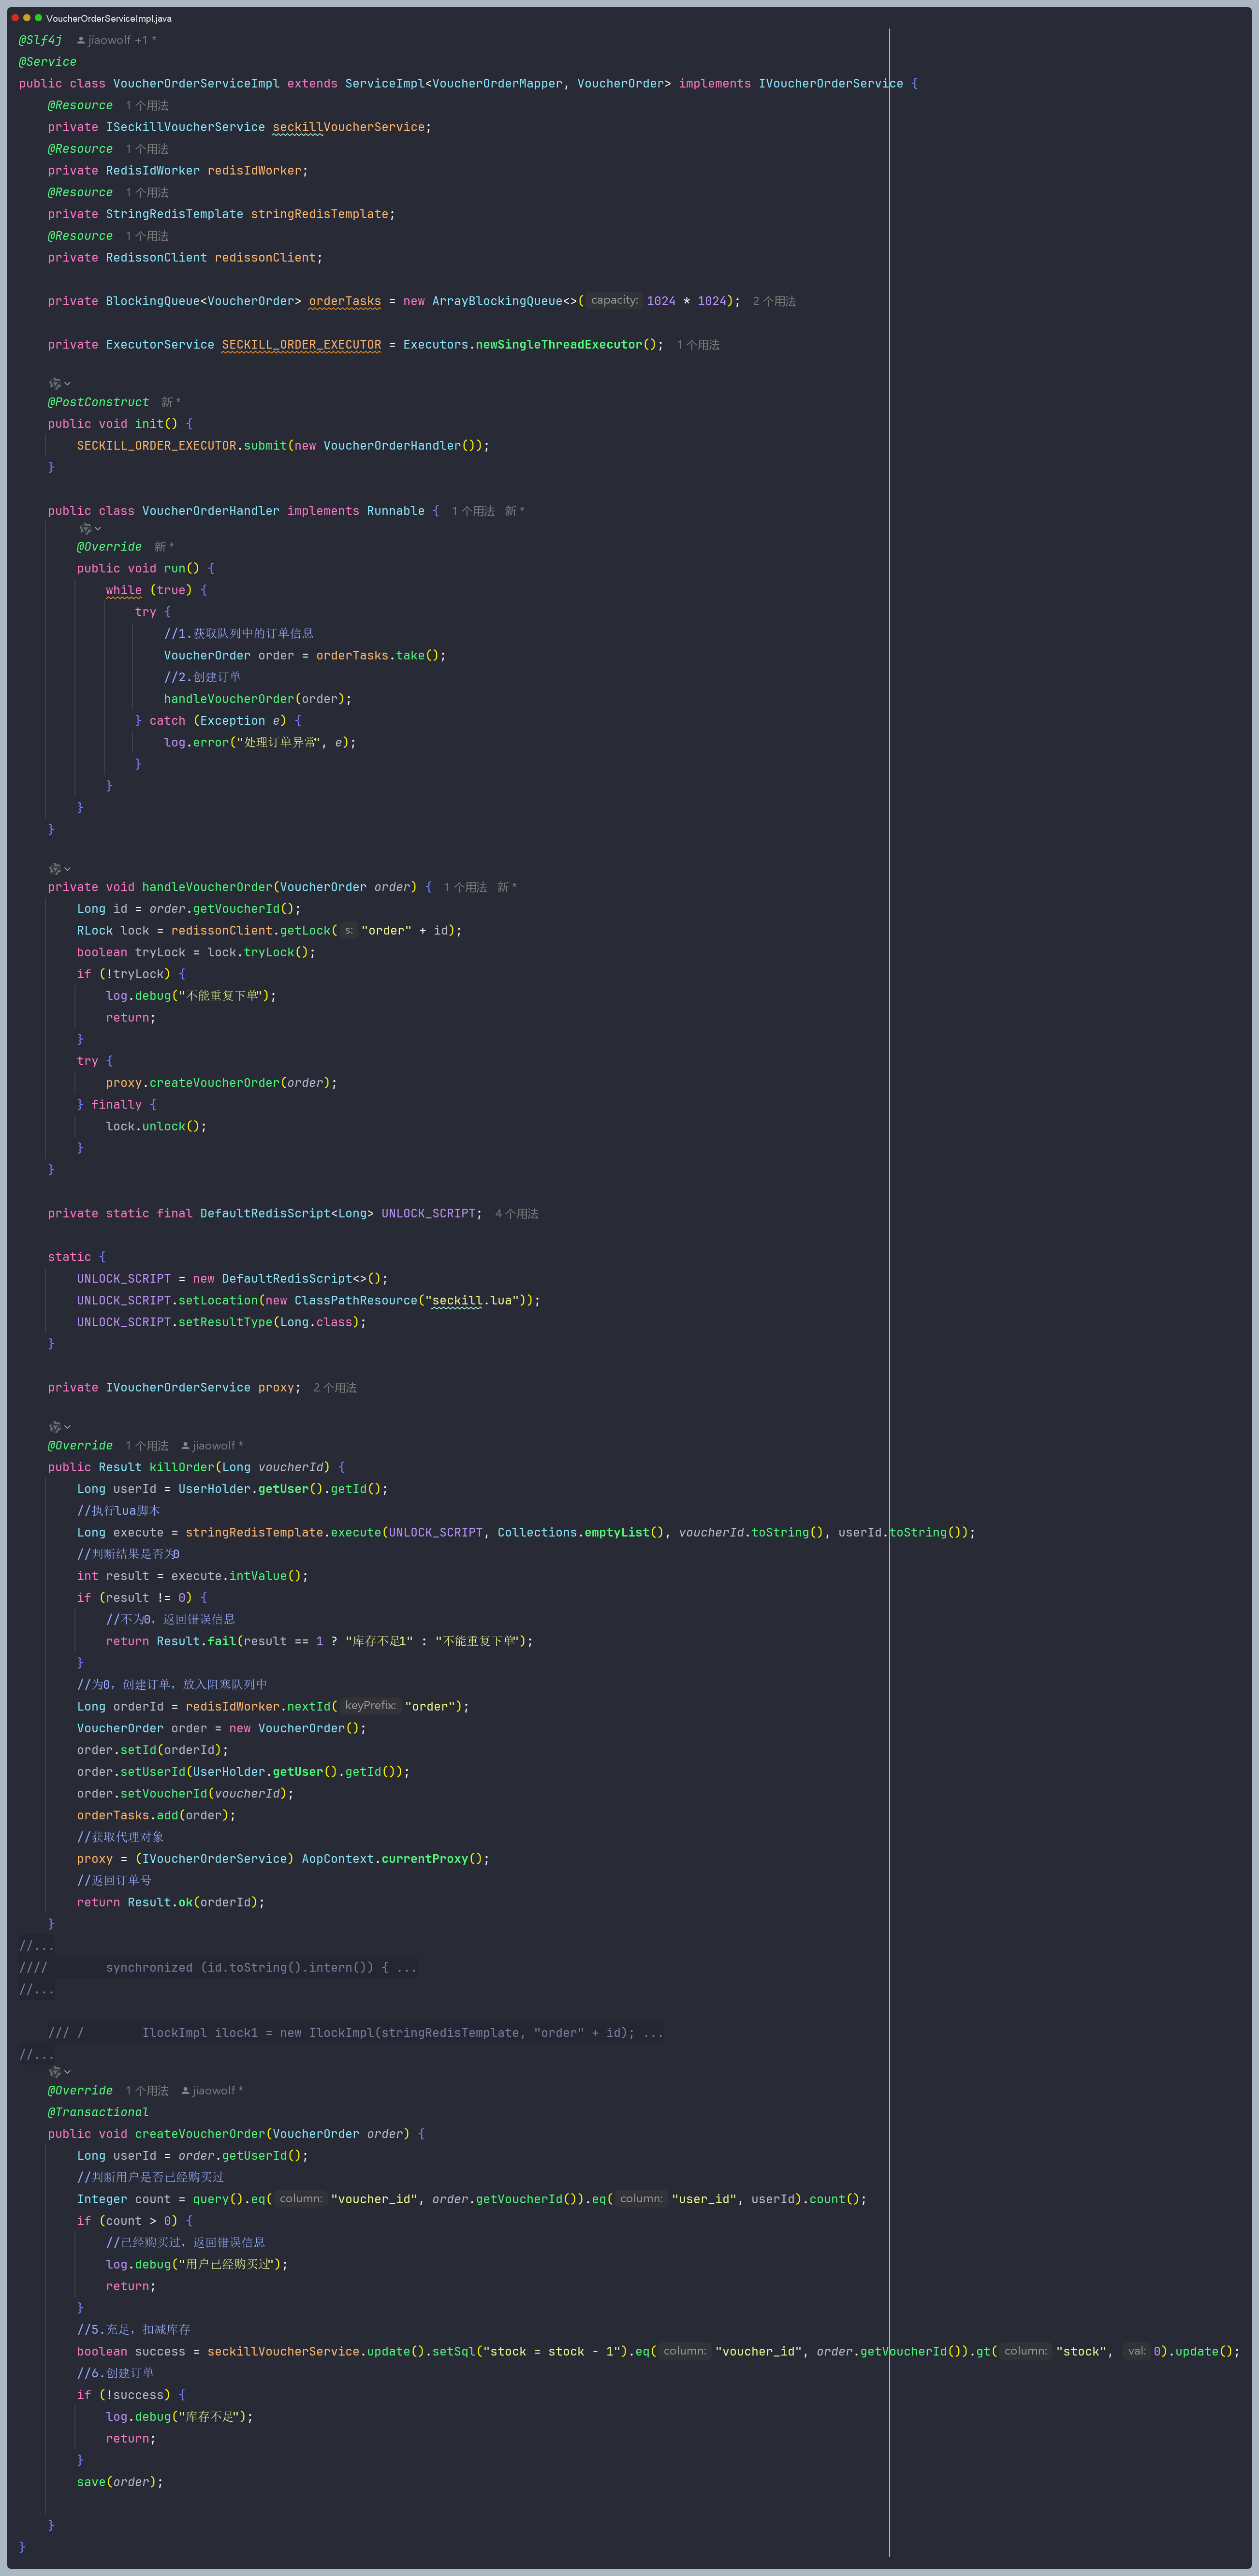 VoucherOrderServiceImpl.java
@Slf4j jiaowolf +1 *
@Service
public class VoucherOrderServiceImpl extends ServiceImpl<VoucherOrderMapper, VoucherOrder> implements IVoucherOrderService {
@Resource 1 个用法
private ISeckillVoucherService seckillVoucherService;
@Resource 1 个用法
private RedisIdWorker redisIdWorker;
@Resource 1 个用法
private StringRedisTemplate stringRedisTemplate;
@Resource 1 个用法
private RedissonClient redissonClient;
private BlockingQueue<VoucherOrder> orderTasks = new ArrayBlockingQueue<>( capacity: 1024 * 1024); 2 个用法
private ExecutorService SECKILL_ORDER_EXECUTOR = Executors.newSingleThreadExecutor(); 1 个用法
@PostConstruct 新 *
public void init() {
SECKILL_ORDER_EXECUTOR.submit(new VoucherOrderHandler());
}
public class VoucherOrderHandler implements Runnable { 1 个用法 新 *
@Override 新 *
public void run() {
while (true) {
try {
//1.获取队列中的订单信息
VoucherOrder order = orderTasks.take();
//2.创建订单
handleVoucherOrder(order);
} catch (Exception e) {
log.error("处理订单异常", e);
}
}
}
}
private void handleVoucherOrder(VoucherOrder order) { 1 个用法 新 *
Long id = order.getVoucherId();
RLock lock = redissonClient.getLock( s: "order" + id);
boolean tryLock = lock.tryLock();
if (!tryLock) {
log.debug("不能重复下单");
return;
}
try {
proxy.createVoucherOrder(order);
} finally {
lock.unlock();
}
}
private static final DefaultRedisScript<Long> UNLOCK_SCRIPT; 4 个用法
static {
UNLOCK_SCRIPT = new DefaultRedisScript<>();
UNLOCK_SCRIPT.setLocation(new ClassPathResource("seckill.lua"));
UNLOCK_SCRIPT.setResultType(Long.class);
}
private IVoucherOrderService proxy; 2 个用法
@Override 1 个用法 jiaowolf *
public Result killOrder(Long voucherId) {
Long userId = UserHolder.getUser().getId();
//执行lua脚本
Long execute = stringRedisTemplate.execute(UNLOCK_SCRIPT, Collections.emptyList(), voucherId.toString(), userId.toString());
//判断结果是否为0
int result = execute.intValue();
if (result != 0) {
//不为0，返回错误信息
return Result.fail(result == 1 ? "库存不足1" : "不能重复下单");
}
//为0，创建订单，放入阻塞队列中
Long orderId = redisIdWorker.nextId( keyPrefix: "order");
VoucherOrder order = new VoucherOrder();
order.setId(orderId);
order.setUserId(UserHolder.getUser().getId());
order.setVoucherId(voucherId);
orderTasks.add(order);
//获取代理对象
proxy = (IVoucherOrderService) AopContext.currentProxy();
//返回订单号
return Result.ok(orderId);
}
//...
//// synchronized (id.toString().intern()) { ...
//...
/// / IlockImpl ilock1 = new IlockImpl(stringRedisTemplate, "order" + id); ...
//...
@Override 1 个用法 jiaowolf *
@Transactional
public void createVoucherOrder(VoucherOrder order) {
Long userId = order.getUserId();
//判断用户是否已经购买过
Integer count = query().eq( column: "voucher_id", order.getVoucherId()).eq( column: "user_id", userId).count();
if (count > 0) {
//已经购买过，返回错误信息
log.debug("用户已经购买过");
return;
}
//5.充足，扣减库存
boolean success = seckillVoucherService.update().setSql("stock = stock - 1").eq( column: "voucher_id", order.getVoucherId()).gt( column: "stock", val: 0).update();
//6.创建订单
if (!success) {
log.debug("库存不足");
return;
}
save(order);
}
}